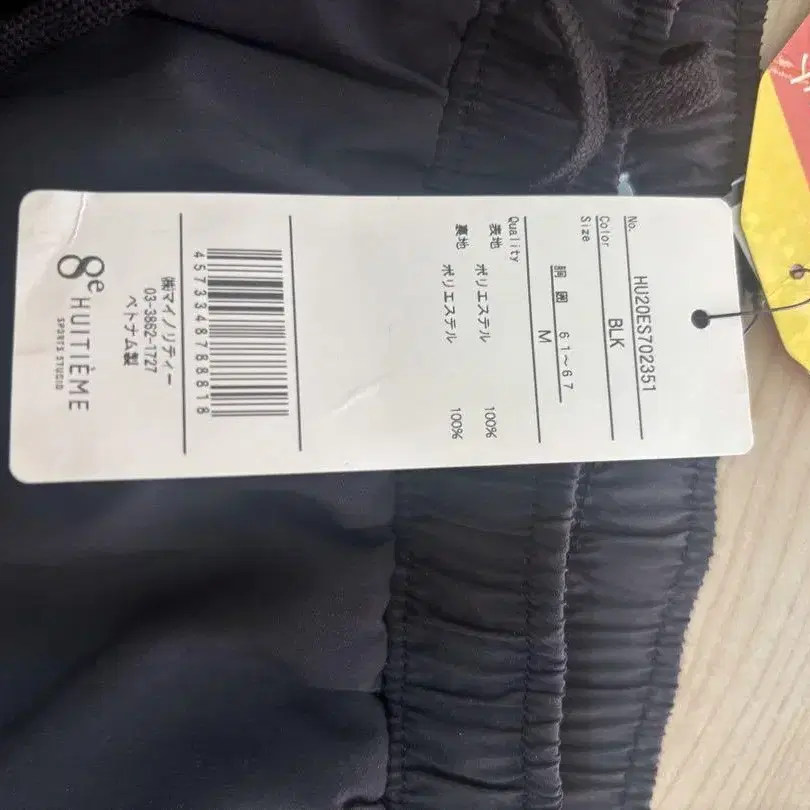 No. HU20ES702351
Color BLK
Size
胴囲 61～67
M
Quality
表地 ポリエステル 100%
裏地 ポリエステル 100%
4573348788818
㈱マイノリティー
03-3862-1727
ベトナム製
8e
HUITIÈME
SPORTS STUDIO